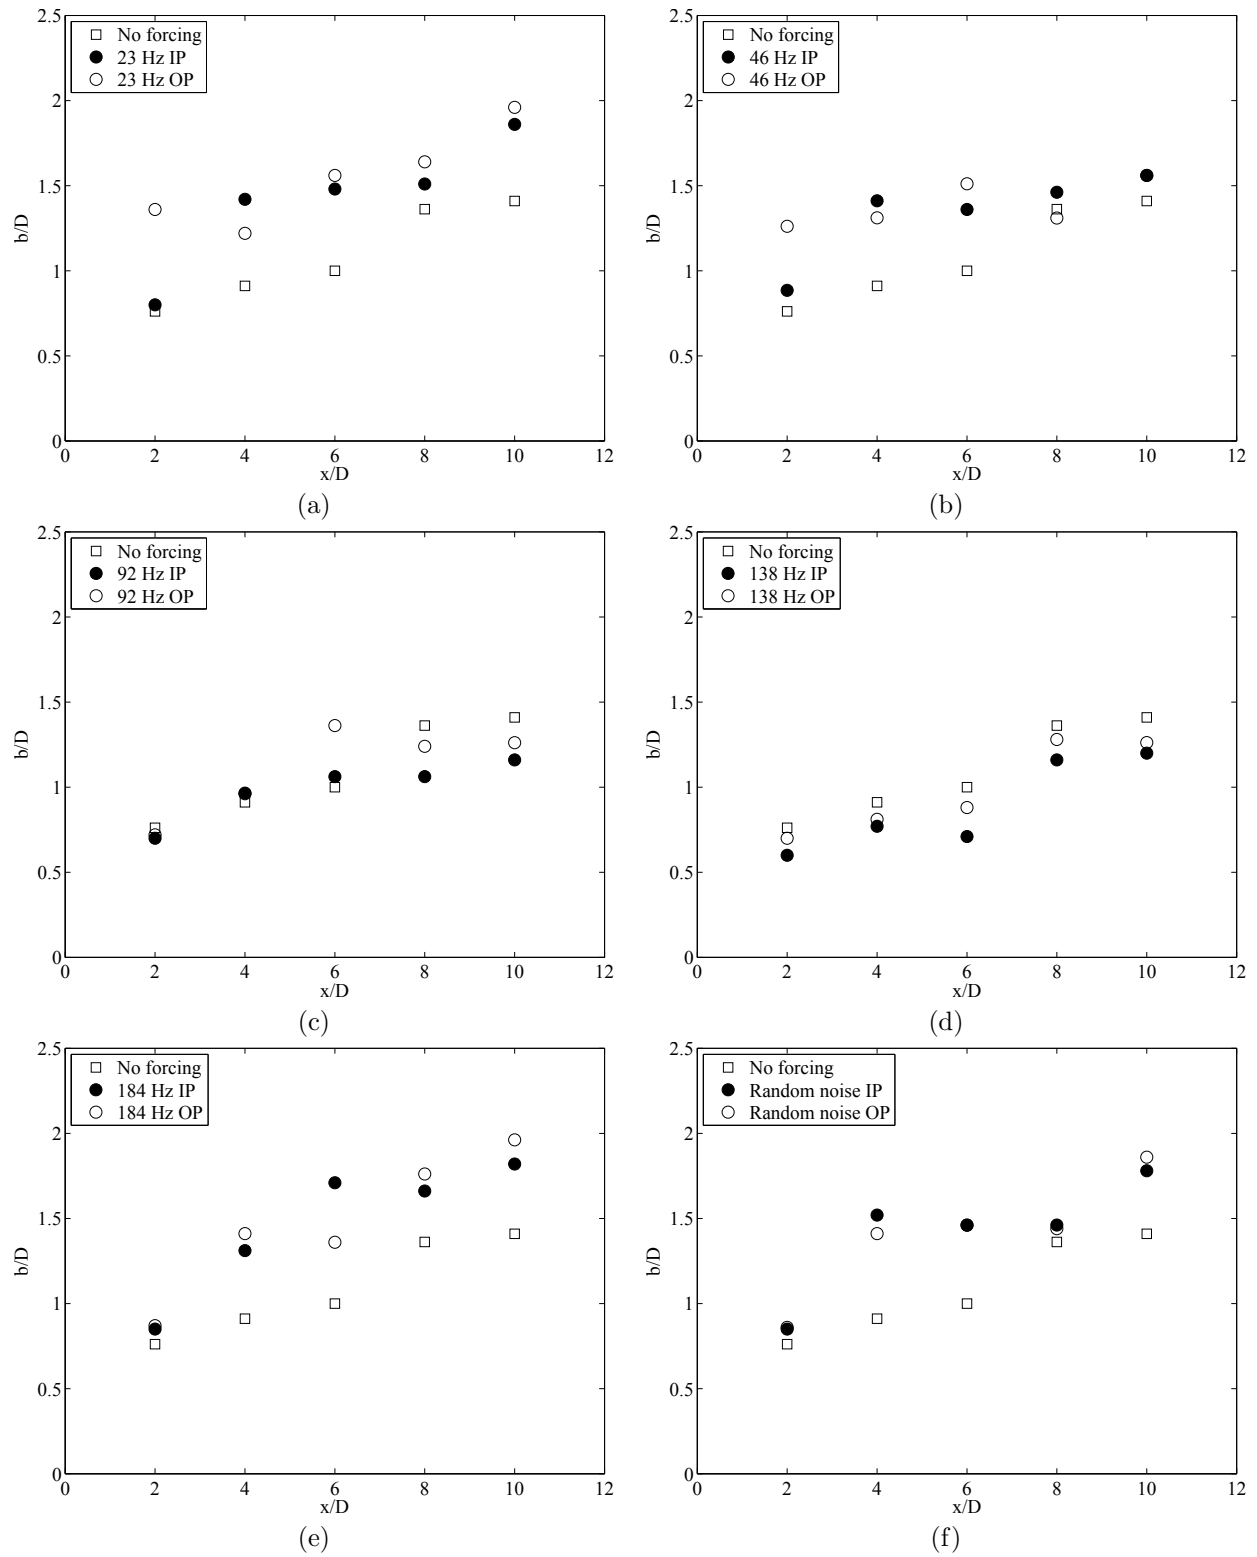 2.5
No forcing
23 Hz IP
23 Hz OP
2
1.5
b/D
1
0.5
0
0 2 4 6 8 10 12
x/D
(a)
2.5
No forcing
46 Hz IP
46 Hz OP
2
1.5
b/D
1
0.5
0
0 2 4 6 8 10 12
x/D
(b)
2.5
No forcing
92 Hz IP
92 Hz OP
2
1.5
b/D
1
0.5
0
0 2 4 6 8 10 12
x/D
(c)
2.5
No forcing
138 Hz IP
138 Hz OP
2
1.5
b/D
1
0.5
0
0 2 4 6 8 10 12
x/D
(d)
2.5
No forcing
184 Hz IP
184 Hz OP
2
1.5
b/D
1
0.5
0
0 2 4 6 8 10 12
x/D
(e)
2.5
No forcing
Random noise IP
Random noise OP
2
1.5
b/D
1
0.5
0
0 2 4 6 8 10 12
x/D
(f)